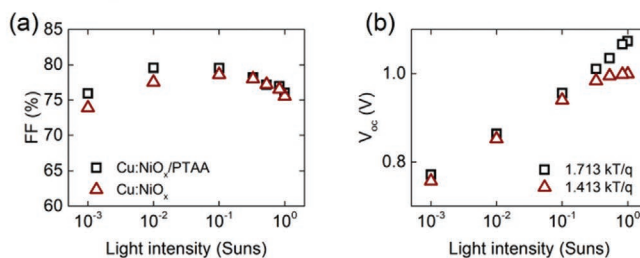 (a)
85
80
75
70
65
60
FF (%)
Cu:NiOₓ/PTAA
Cu:NiOₓ
10⁻³ 10⁻² 10⁻¹ 10⁰
Light intensity (Suns)
(b)
1.0
0.8
V_oc (V)
1.713 kT/q
1.413 kT/q
10⁻³ 10⁻² 10⁻¹ 10⁰
Light intensity (Suns)